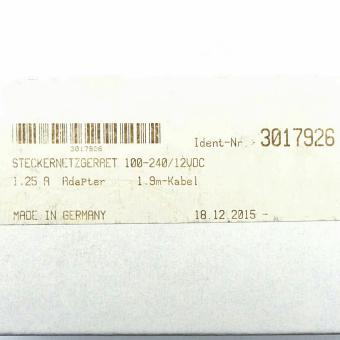 Ident-Nr.: 3017926
3017926
STECKERNETZGERAET 100-240/12VDC
1.25 A Adapter 1.9m-Kabel
MADE IN GERMANY 18.12.2015 -